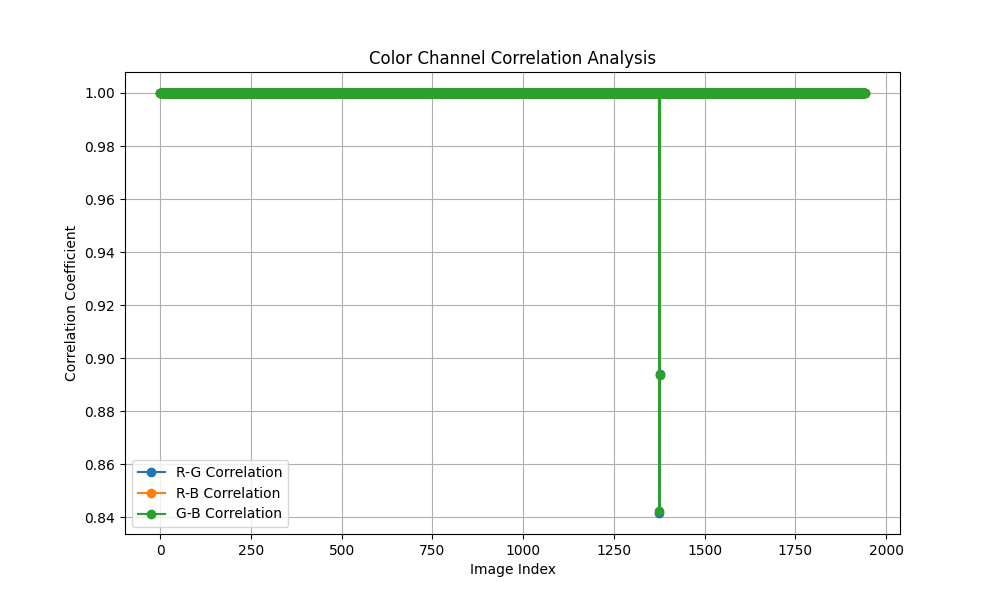 Color Channel Correlation Analysis
1.00
0.98
0.96
0.94
0.92
0.90
0.88
0.86
0.84
Correlation Coefficient
R-G Correlation
R-B Correlation
G-B Correlation
0 250 500 750 1000 1250 1500 1750 2000
Image Index